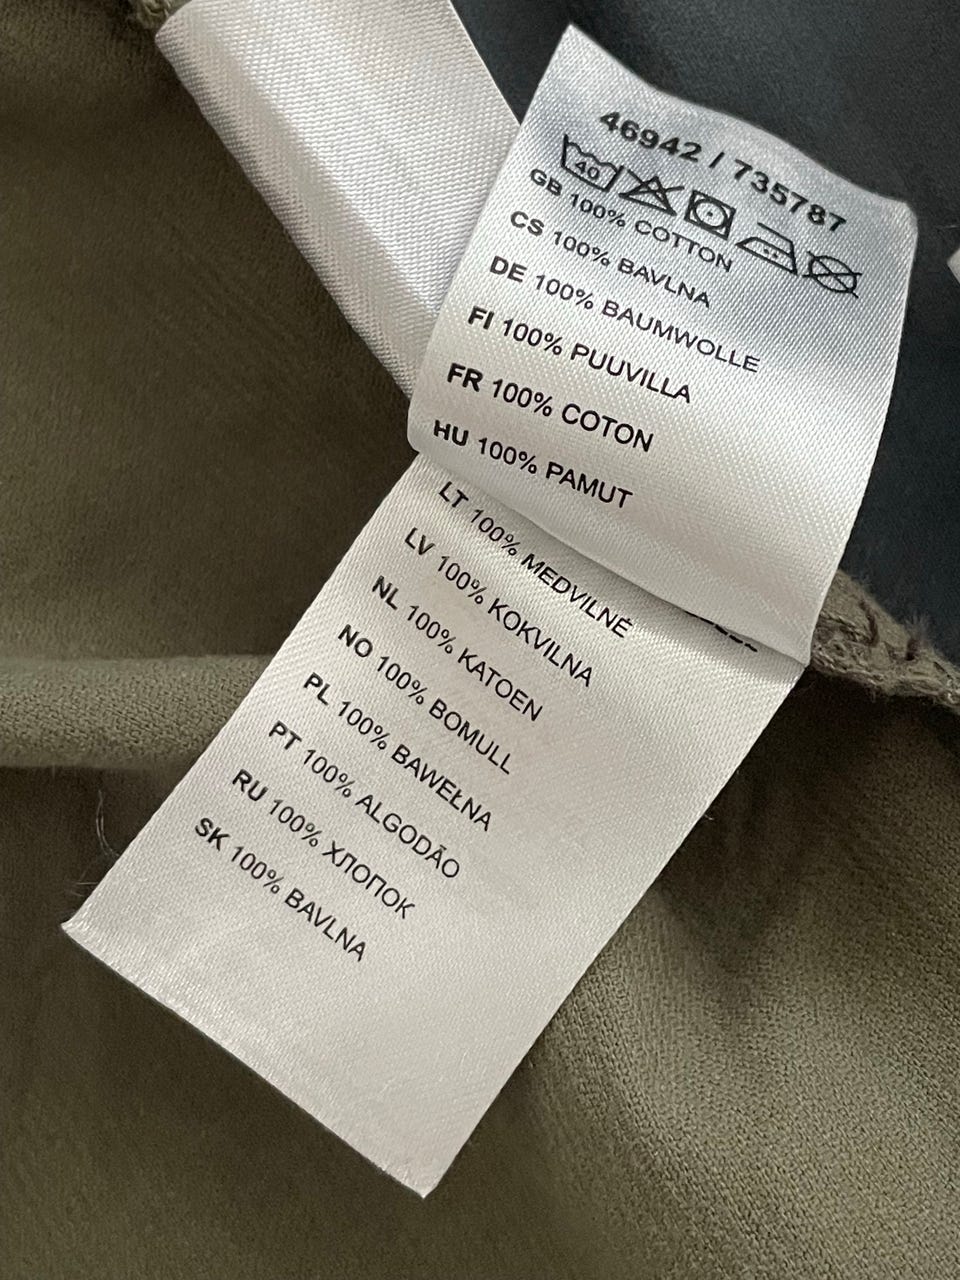 46942 / 735787
40
GB 100% COTTON
CS 100% BAVLNA
DE 100% BAUMWOLLE
FI 100% PUUVILLA
FR 100% COTON
HU 100% PAMUT
LT 100% MEDVILNĖ
LV 100% KOKVILNA
NL 100% KATOEN
NO 100% BOMULL
PL 100% BAWEŁNA
PT 100% ALGODÃO
RU 100% ХЛОПОК
SK 100% BAVLNA